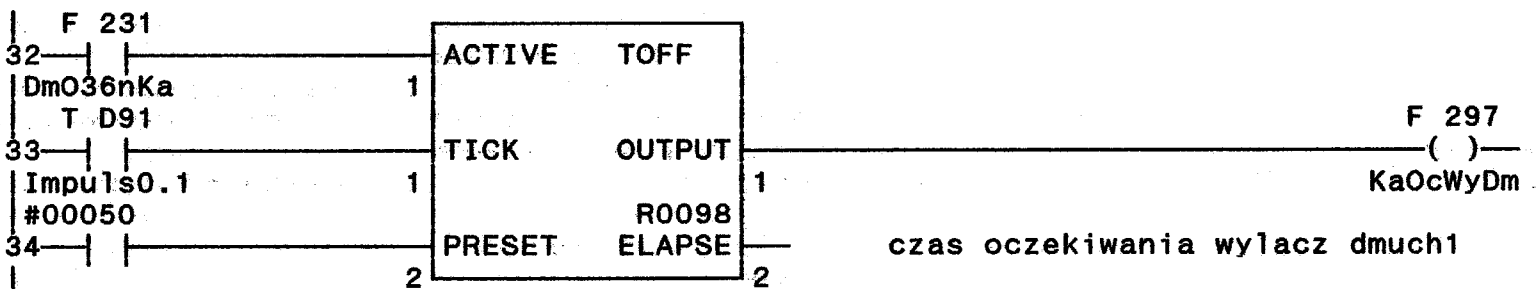 F 231
32 ACTIVE TOFF
DmO36nKa 1
T D91 F 297
33 TICK OUTPUT ( )
Impuls0.1 1 1 KaOcWyDm
#00050 R0098
34 PRESET ELAPSE czas oczekiwania wylacz dmuch1
2 2